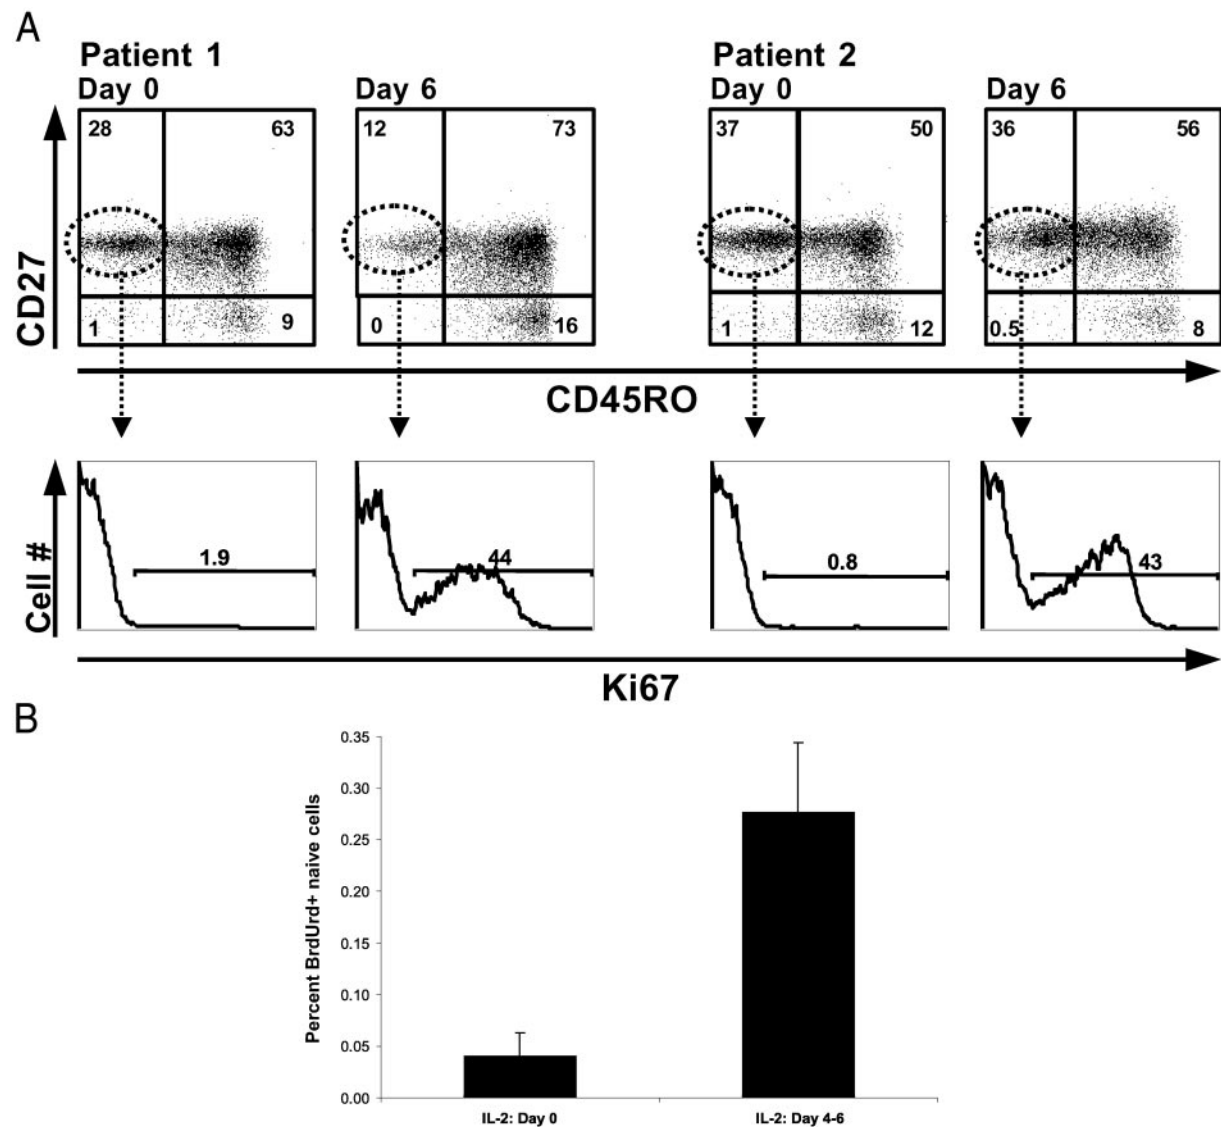 A
Patient 1
Patient 2
Day 0
Day 6
Day 0
Day 6
28
63
12
73
37
50
36
56
CD27
1
9
0
16
1
12
0.5
8
CD45RO
Cell #
1.9
44
0.8
43
Ki67
B
Percent BrdUrd+ naive cells
0.35
0.30
0.25
0.20
0.15
0.10
0.05
0.00
IL-2: Day 0
IL-2: Day 4-6